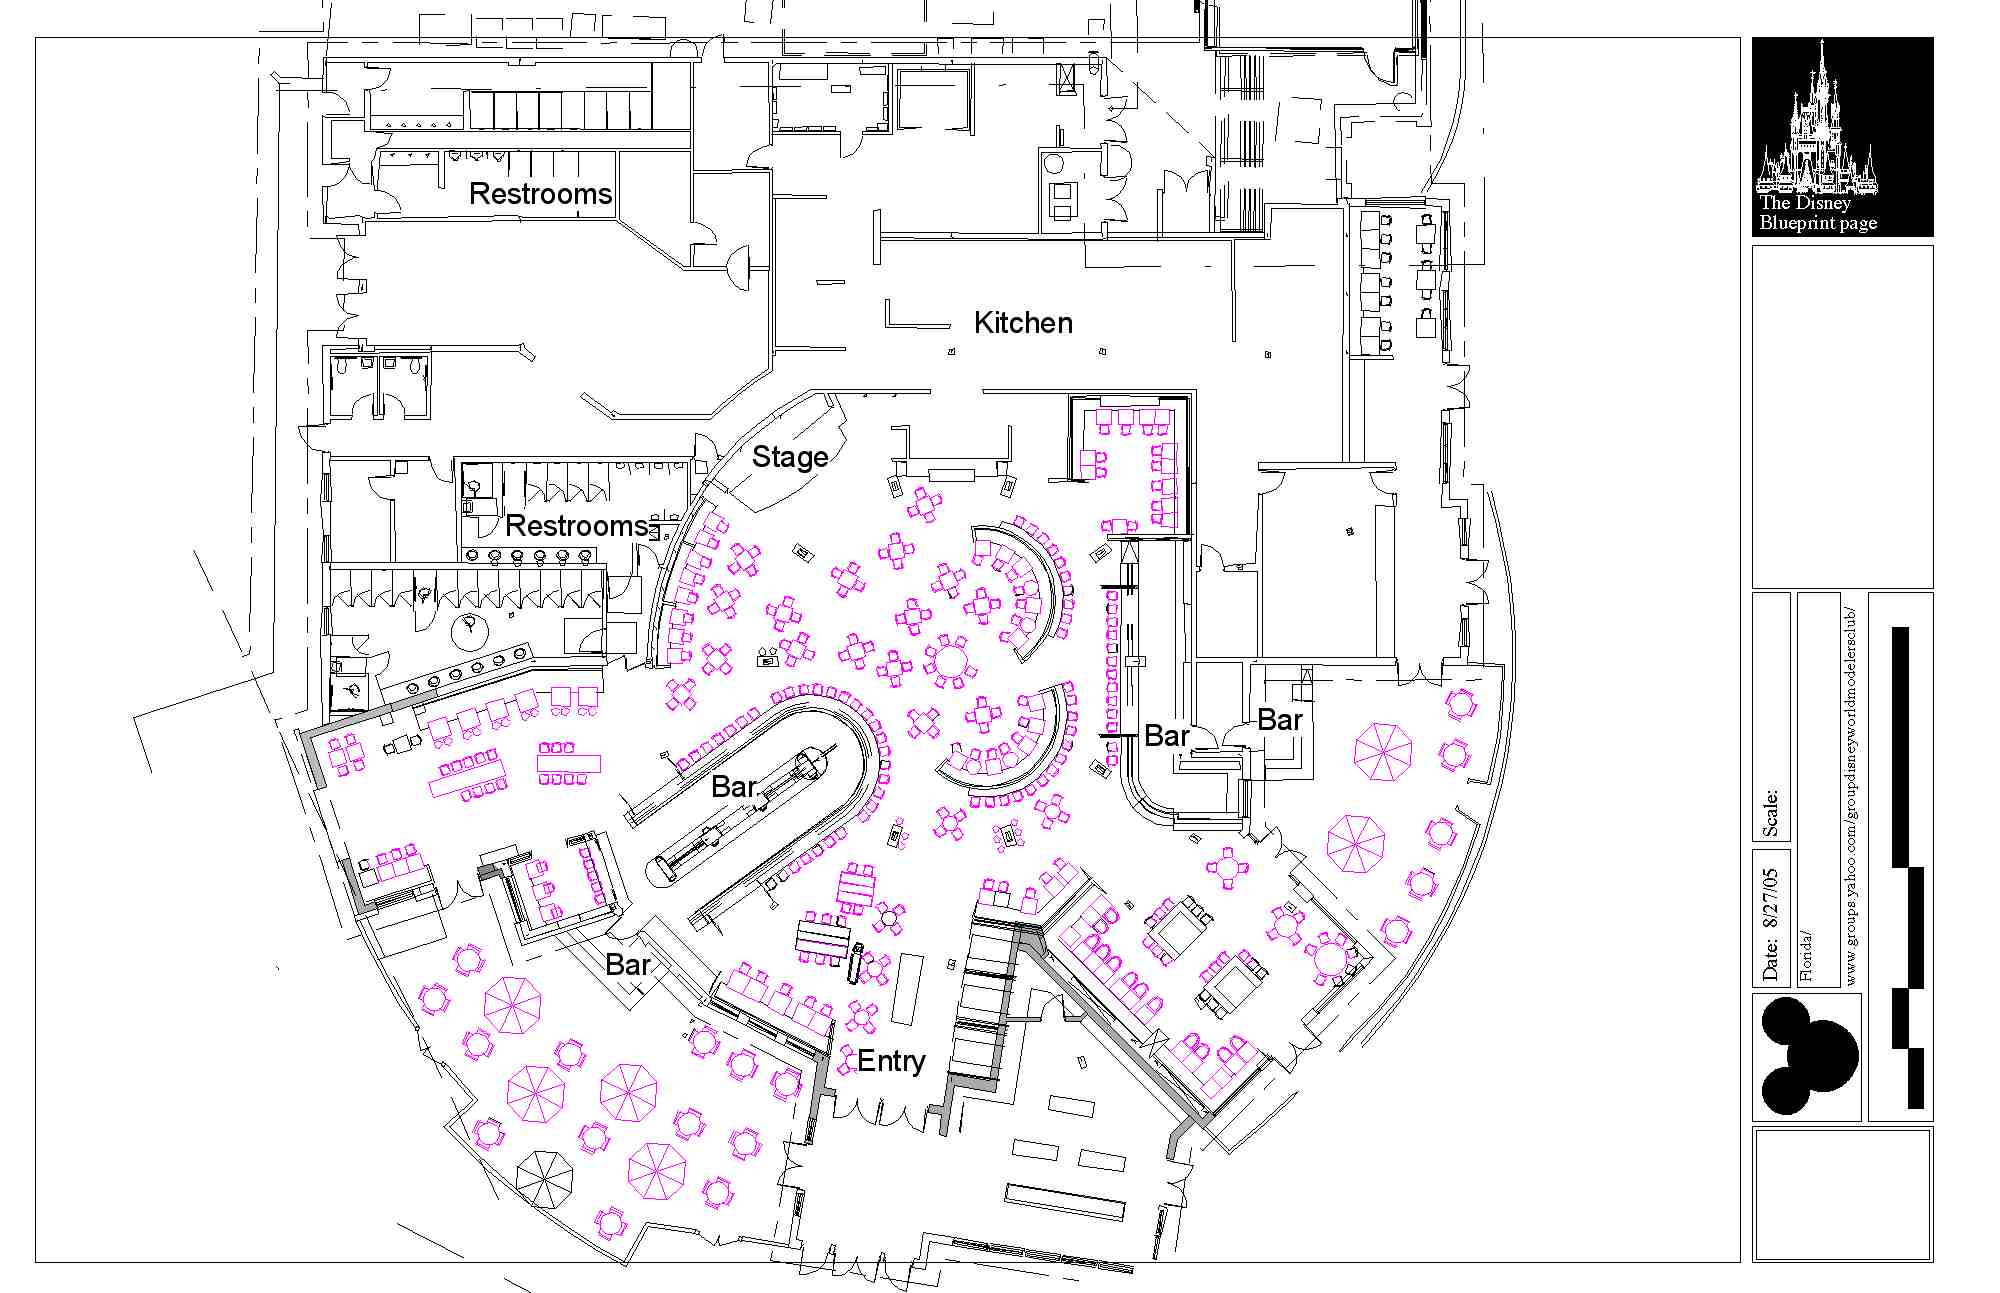 Restrooms
Kitchen
Stage
Restrooms
Bar
Bar
Bar
Bar
Entry
The Disney
Blueprint page
Scale:
Date: 8/27/05
Florida/
www.groups.yahoo.com/groupdisneyworldmodelersclub/